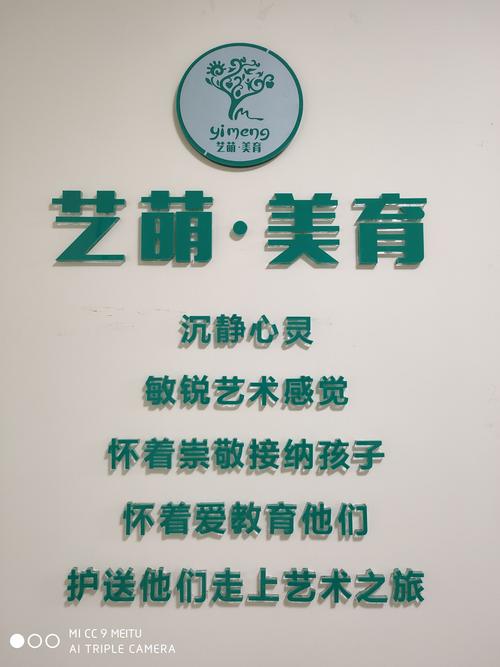 yimeng
艺萌·美育
艺萌·美育
沉静心灵
敏锐艺术感觉
怀着崇敬接纳孩子
怀着爱教育他们
护送他们走上艺术之旅
MI CC 9 MEITU
AI TRIPLE CAMERA